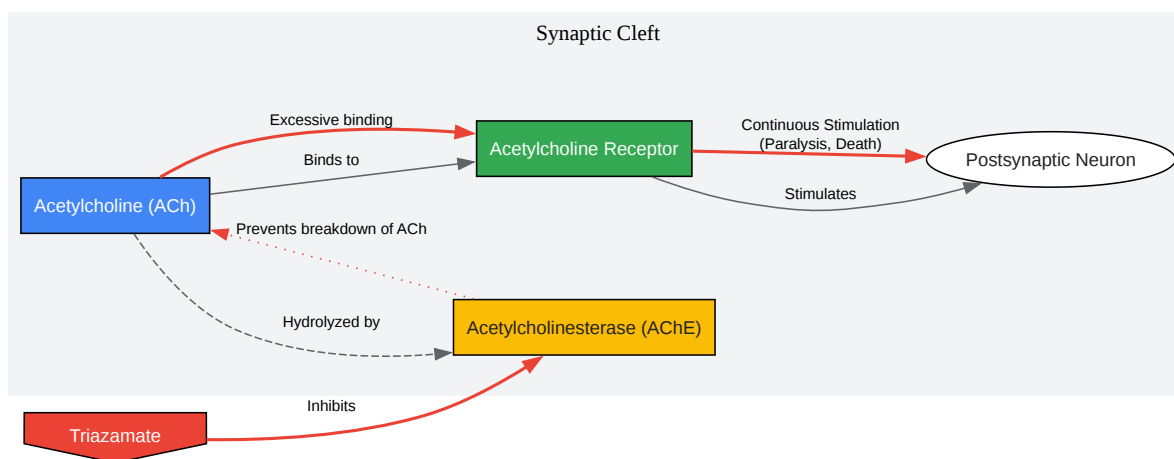 Synaptic Cleft
Excessive binding
Binds to
Acetylcholine Receptor
Continuous Stimulation
(Paralysis, Death)
Postsynaptic Neuron
Stimulates
Acetylcholine (ACh)
Prevents breakdown of ACh
Hydrolyzed by
Acetylcholinesterase (AChE)
Inhibits
Triazamate